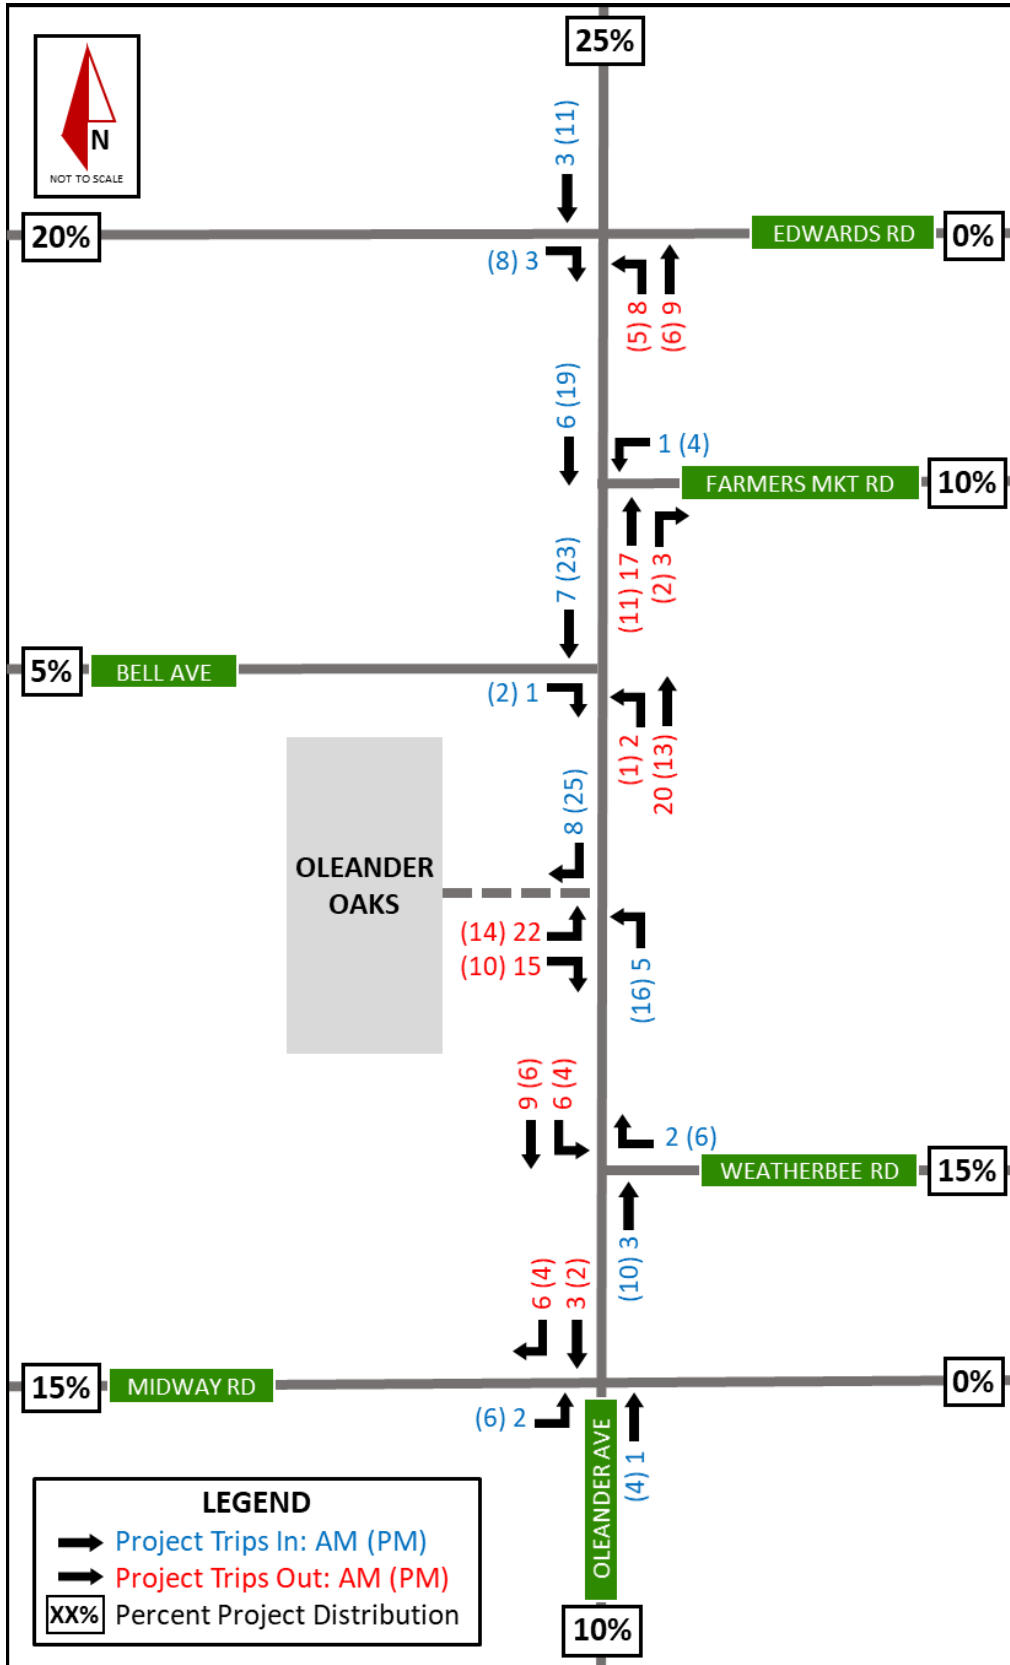 25%
N
NOT TO SCALE
3 (11)
20%
EDWARDS RD
0%
(8) 3
(5) 8
(6) 9
6 (19)
1 (4)
FARMERS MKT RD
10%
(11) 17
(2) 3
7 (23)
5%
BELL AVE
(2) 1
(1) 2
20 (13)
8 (25)
OLEANDER
OAKS
(14) 22
(10) 15
(16) 5
9 (6)
6 (4)
2 (6)
WEATHERBEE RD
15%
(10) 3
6 (4)
3 (2)
15%
MIDWAY RD
0%
(6) 2
(4) 1
OLEANDER AVE
LEGEND
Project Trips In: AM (PM)
Project Trips Out: AM (PM)
XX% Percent Project Distribution
10%